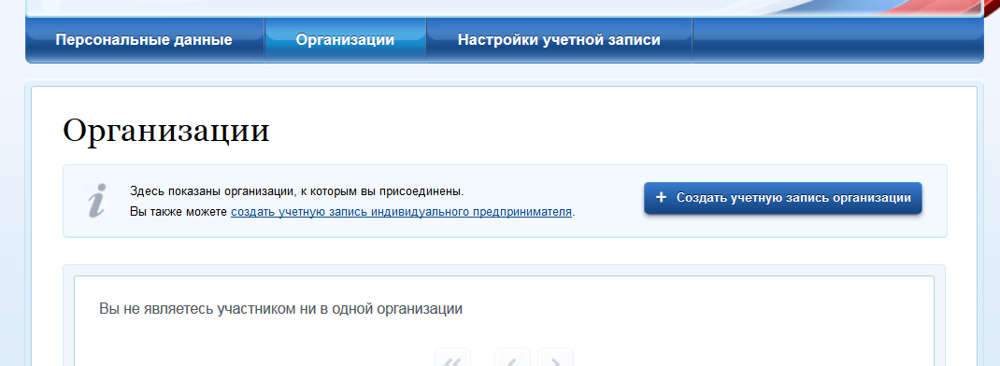 Персональные данные
Организации
Настройки учетной записи
Организации
Здесь показаны организации, к которым вы присоединены.
Вы также можете создать учетную запись индивидуального предпринимателя.
+ Создать учетную запись организации
Вы не являетесь участником ни в одной организации